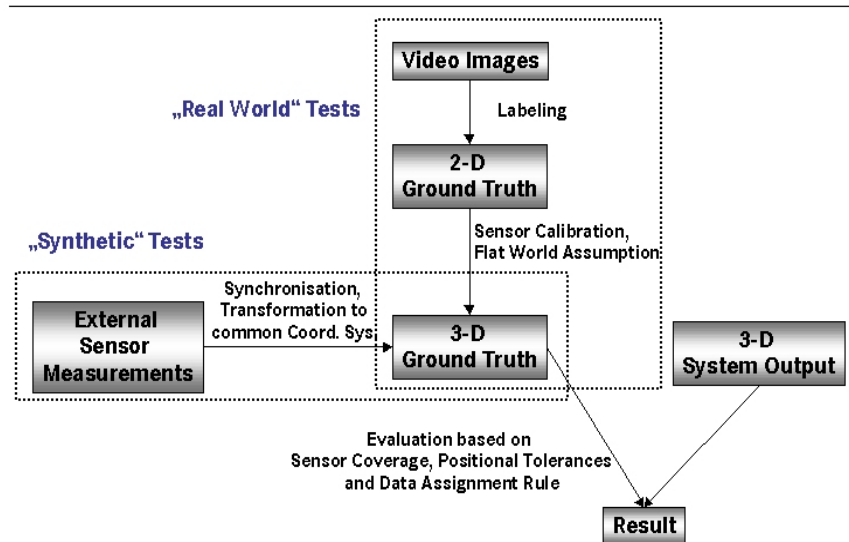 Video Images
„Real World“ Tests
Labeling
2-D
Ground Truth
Sensor Calibration,
Flat World Assumption
„Synthetic“ Tests
Synchronisation,
Transformation to
common Coord. Sys.
External
Sensor
Measurements
3-D
Ground Truth
3-D
System Output
Evaluation based on
Sensor Coverage, Positional Tolerances
and Data Assignment Rule
Result